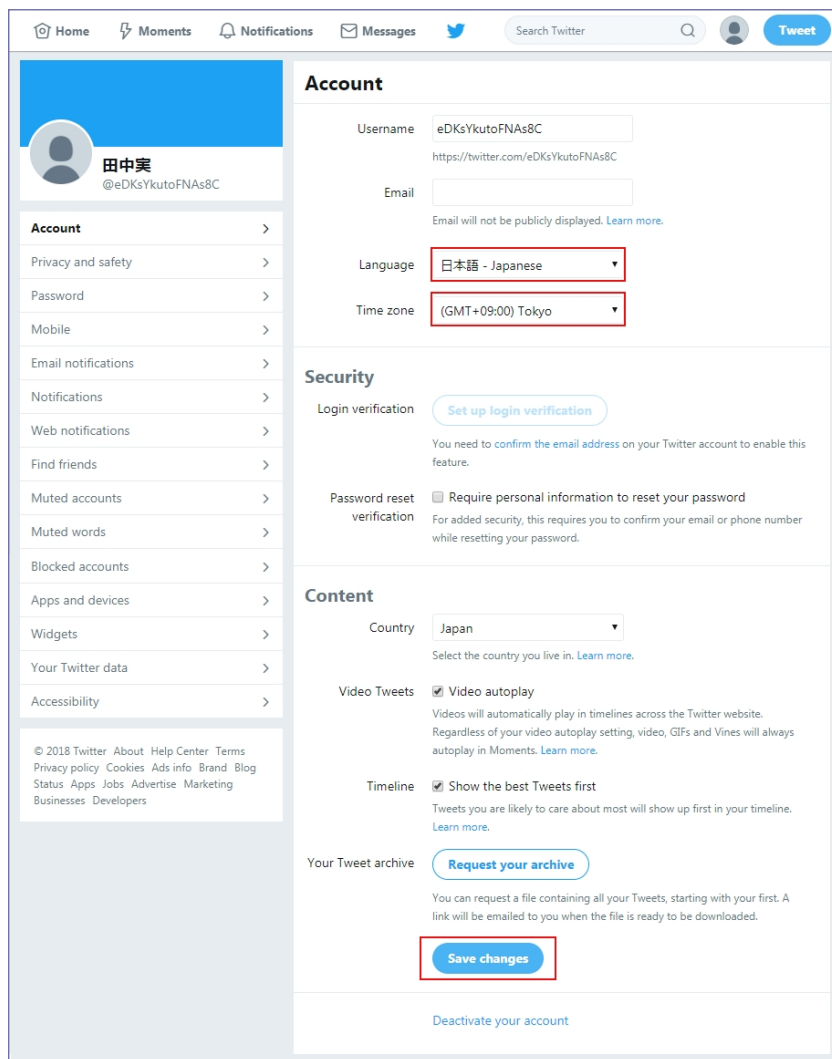 Home Moments Notifications Messages Search Twitter Tweet
田中実
@eDKsYkutoFNAs8C
Account
Privacy and safety
Password
Mobile
Email notifications
Notifications
Web notifications
Find friends
Muted accounts
Muted words
Blocked accounts
Apps and devices
Widgets
Your Twitter data
Accessibility
© 2018 Twitter About Help Center Terms
Privacy policy Cookies Ads info Brand Blog
Status Apps Jobs Advertise Marketing
Businesses Developers
Account
Username eDKsYkutoFNAs8C
https://twitter.com/eDKsYkutoFNAs8C
Email
Email will not be publicly displayed. Learn more.
Language 日本語 - Japanese
Time zone (GMT+09:00) Tokyo
Security
Login verification Set up login verification
You need to confirm the email address on your Twitter account to enable this
feature.
Password reset Require personal information to reset your password
verification For added security, this requires you to confirm your email or phone number
while resetting your password.
Content
Country Japan
Select the country you live in. Learn more.
Video Tweets Video autoplay
Videos will automatically play in timelines across the Twitter website.
Regardless of your video autoplay setting, video, GIFs and Vines will always
autoplay in Moments. Learn more.
Timeline Show the best Tweets first
Tweets you are likely to care about most will show up first in your timeline.
Learn more.
Your Tweet archive Request your archive
You can request a file containing all your Tweets, starting with your first. A
link will be emailed to you when the file is ready to be downloaded.
Save changes
Deactivate your account